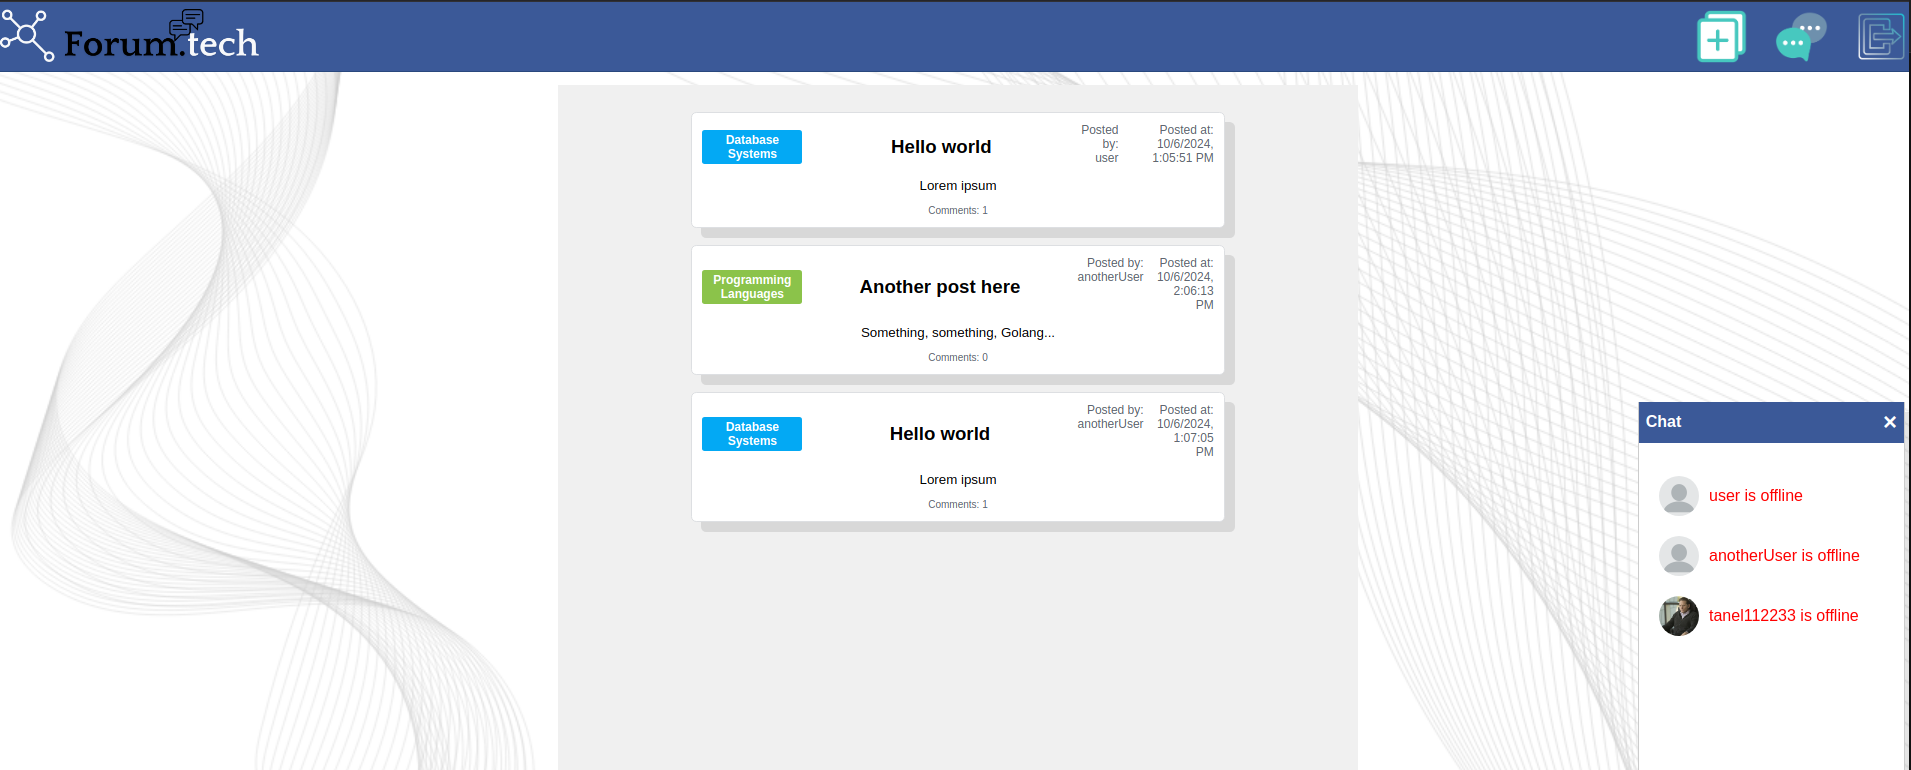 Forum.tech
Database
Systems
Hello world
Posted
by:
user
Posted at:
10/6/2024,
1:05:51 PM
Lorem ipsum
Comments: 1
Programming
Languages
Another post here
Posted by:
anotherUser
Posted at:
10/6/2024,
2:06:13
PM
Something, something, Golang...
Comments: 0
Database
Systems
Hello world
Posted by:
anotherUser
Posted at:
10/6/2024,
1:07:05
PM
Lorem ipsum
Comments: 1
Chat
user is offline
anotherUser is offline
tanel112233 is offline